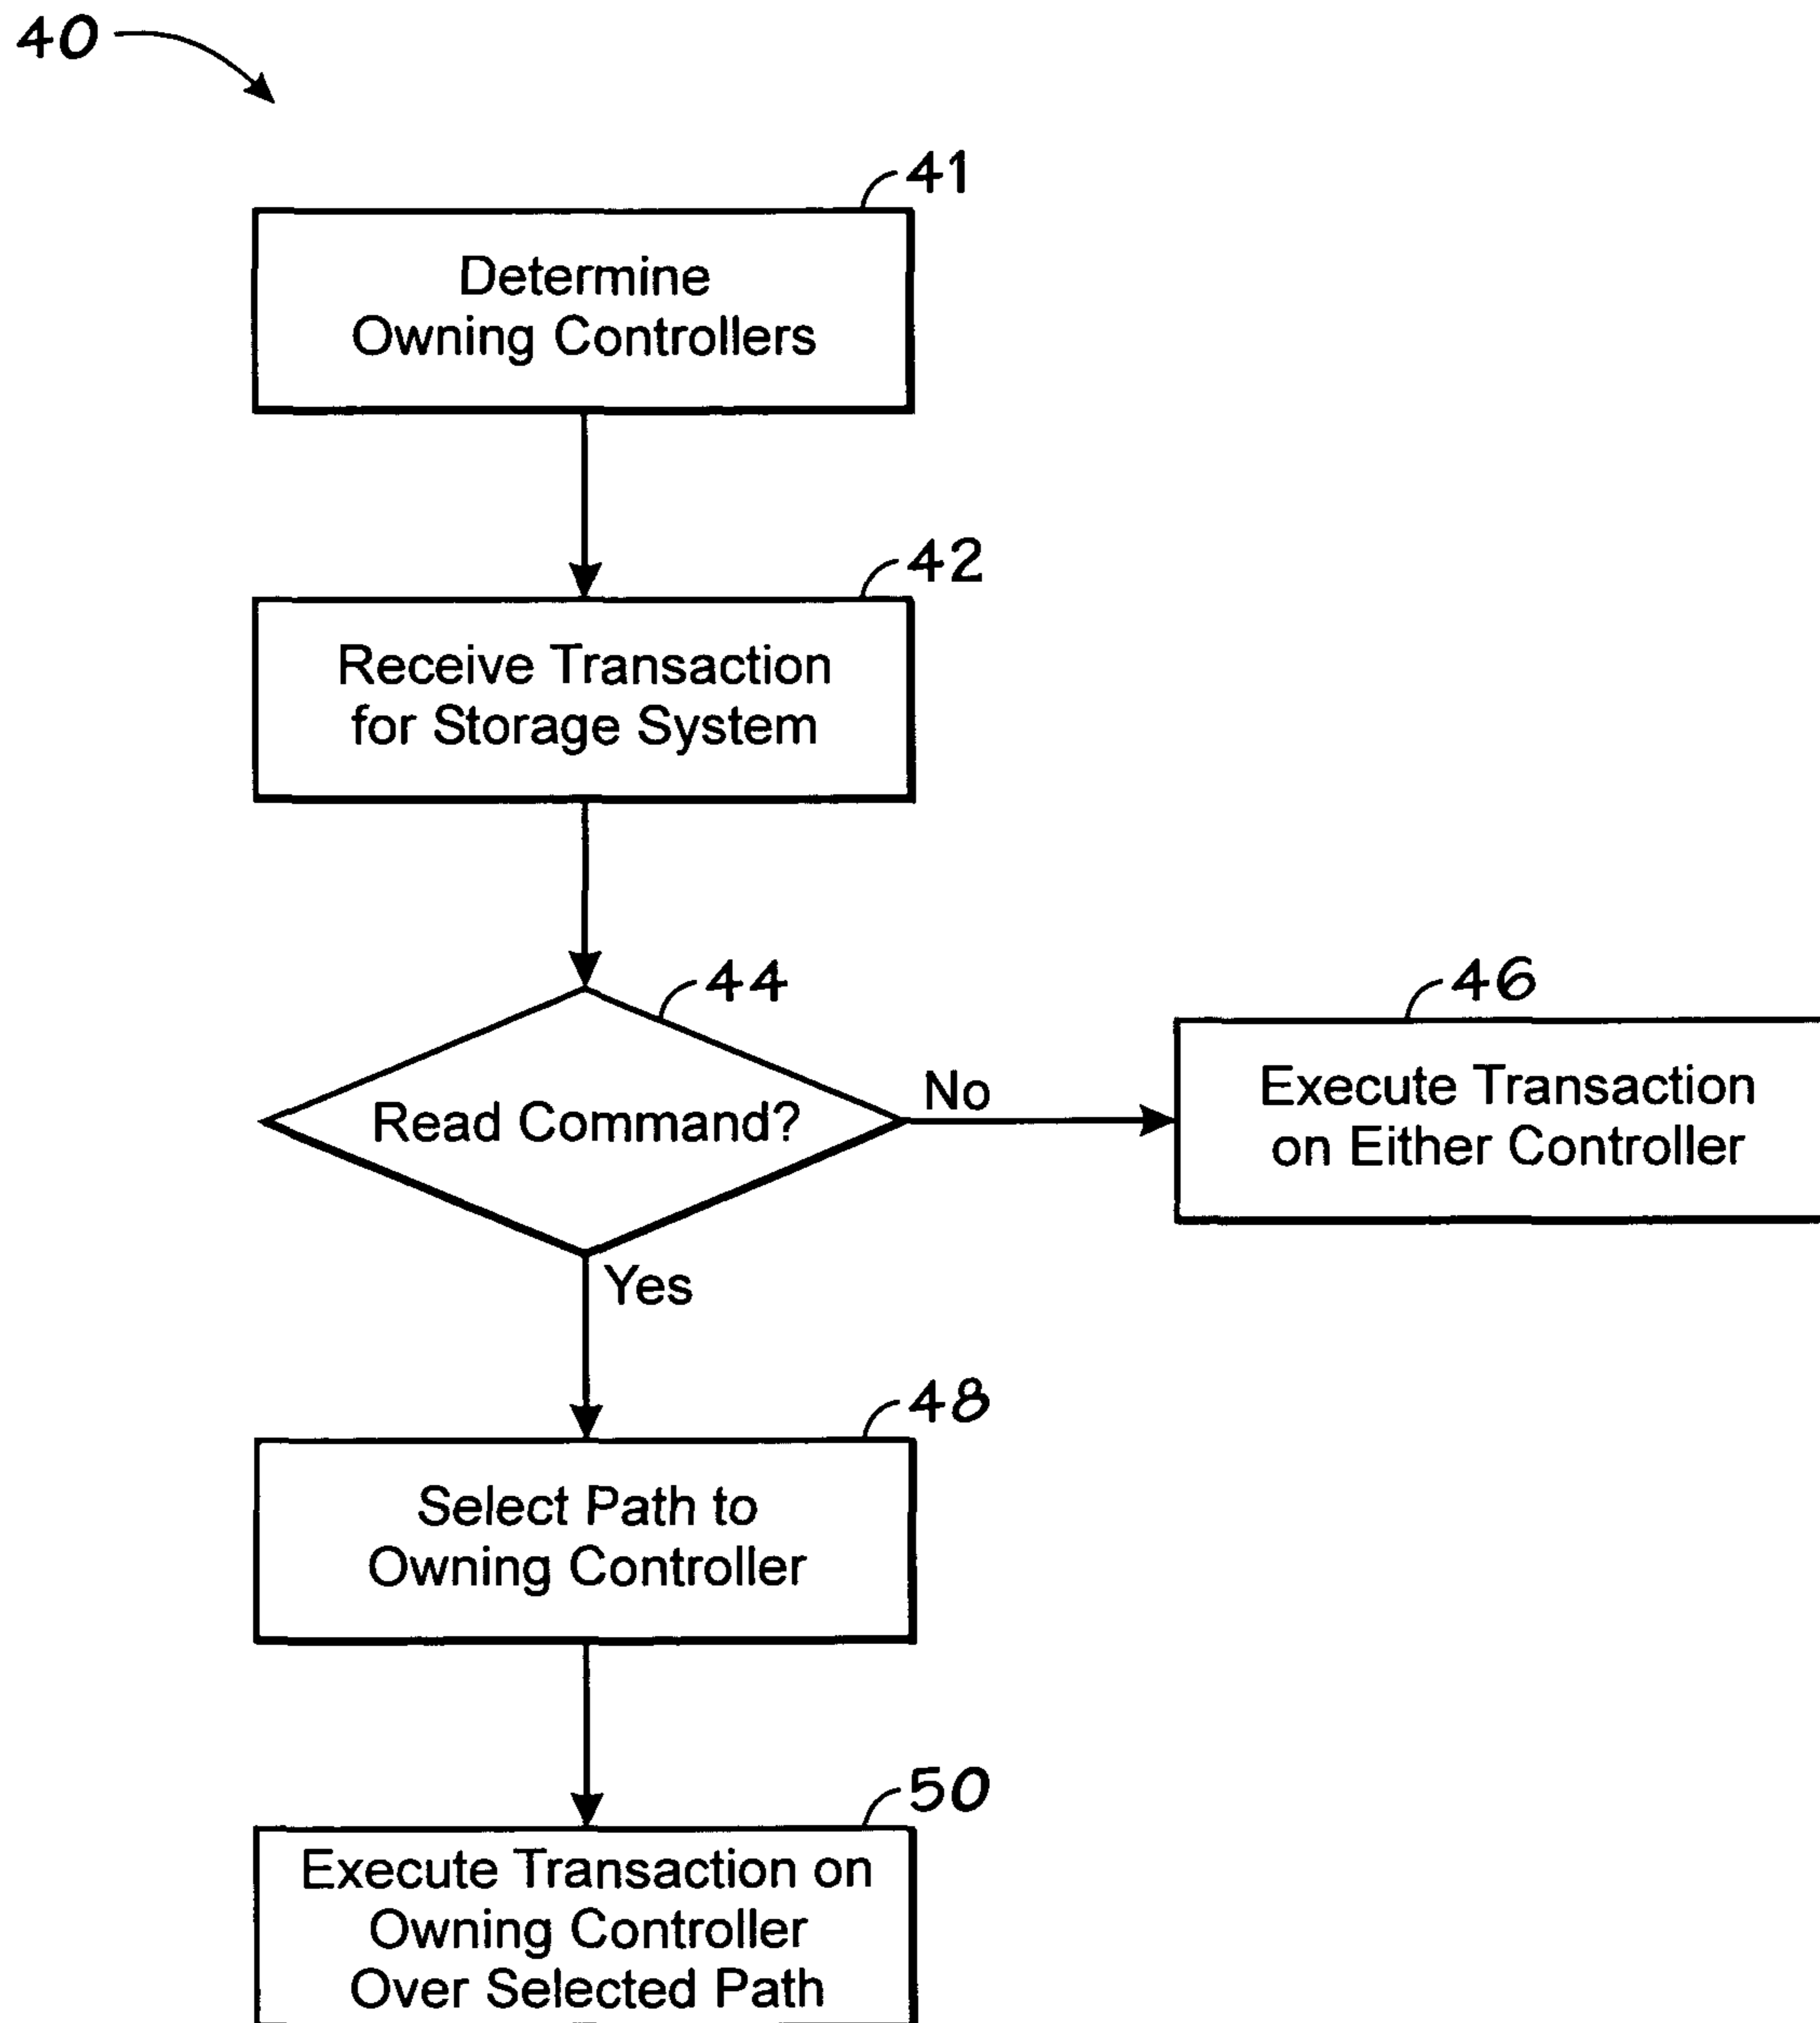 40
41
Determine
Owning Controllers
42
Receive Transaction
for Storage System
44
Read Command?
No
46
Execute Transaction
on Either Controller
Yes
48
Select Path to
Owning Controller
50
Execute Transaction on
Owning Controller
Over Selected Path